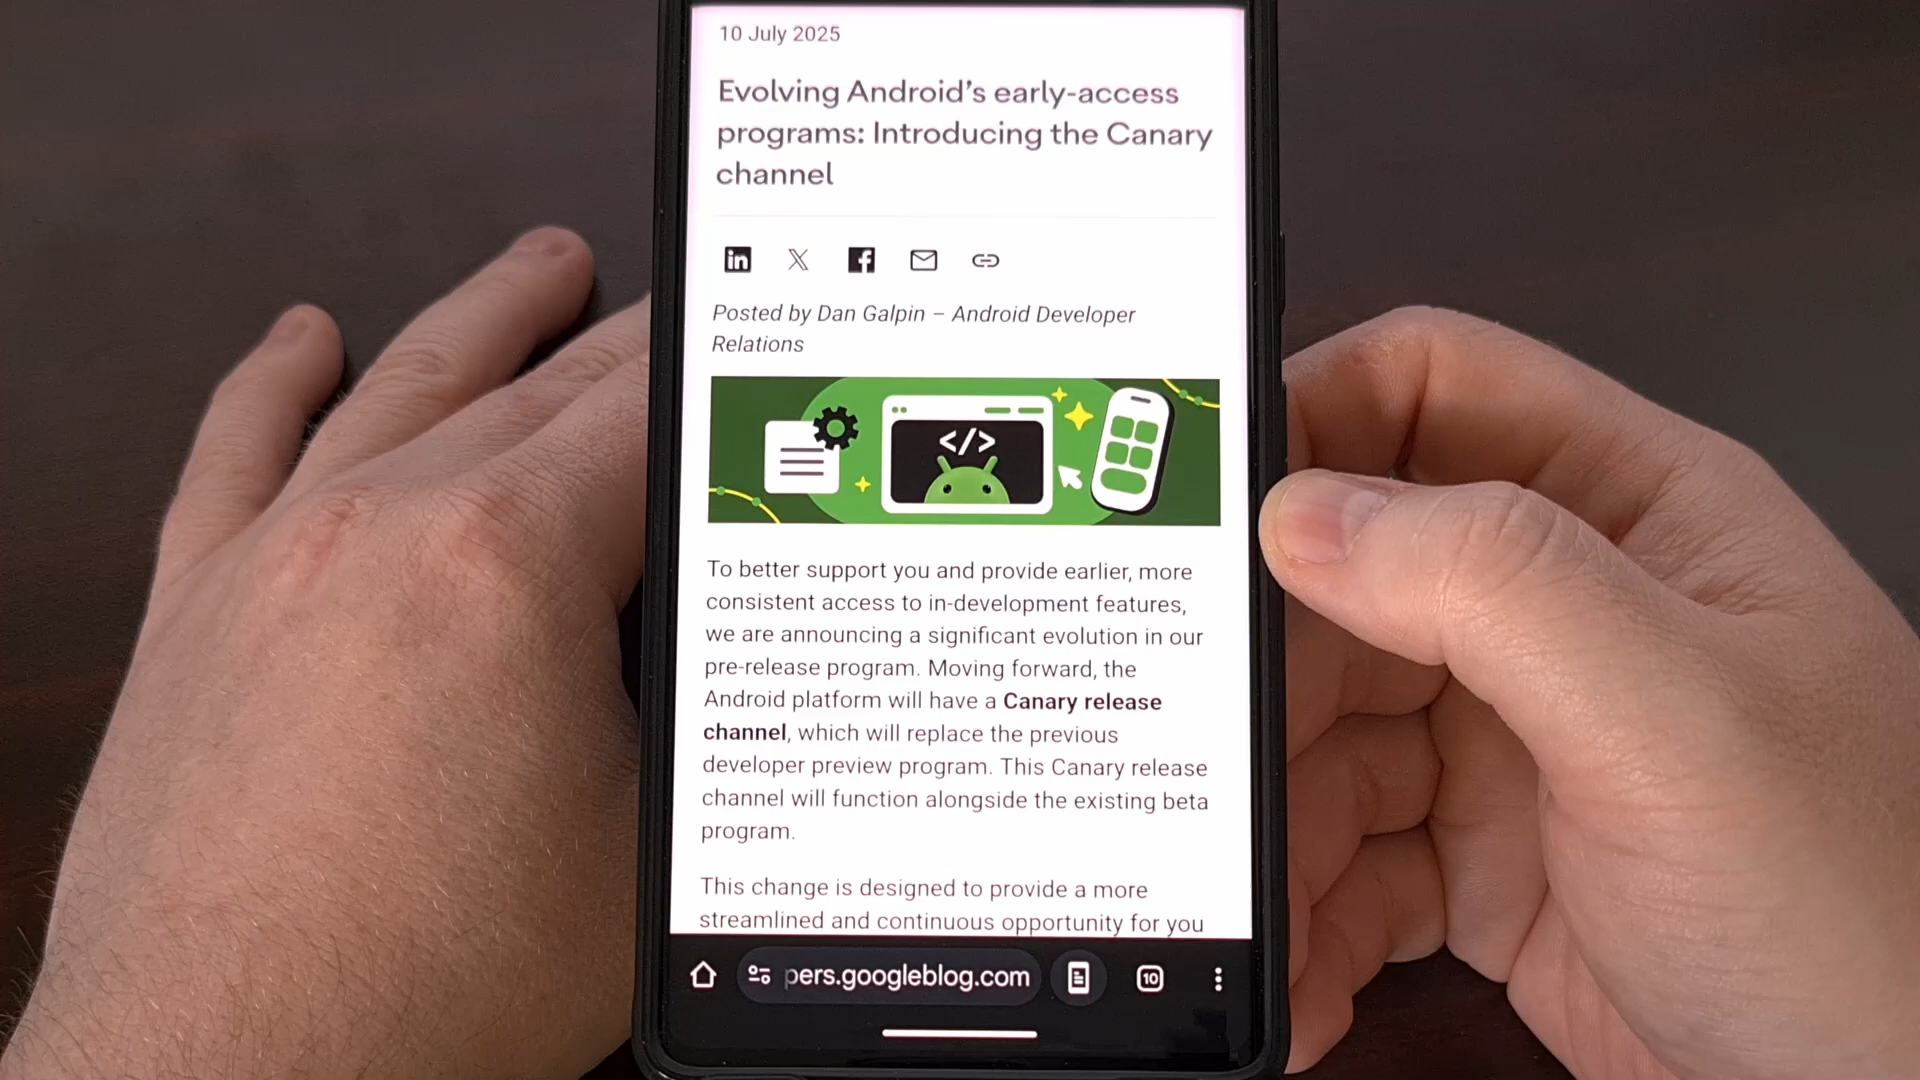 10 July 2025
Evolving Android’s early-access
programs: Introducing the Canary
channel
Posted by Dan Galpin – Android Developer
Relations
</>
To better support you and provide earlier, more
consistent access to in-development features,
we are announcing a significant evolution in our
pre-release program. Moving forward, the
Android platform will have a Canary release
channel, which will replace the previous
developer preview program. This Canary release
channel will function alongside the existing beta
program.
This change is designed to provide a more
streamlined and continuous opportunity for you
pers.googleblog.com
10